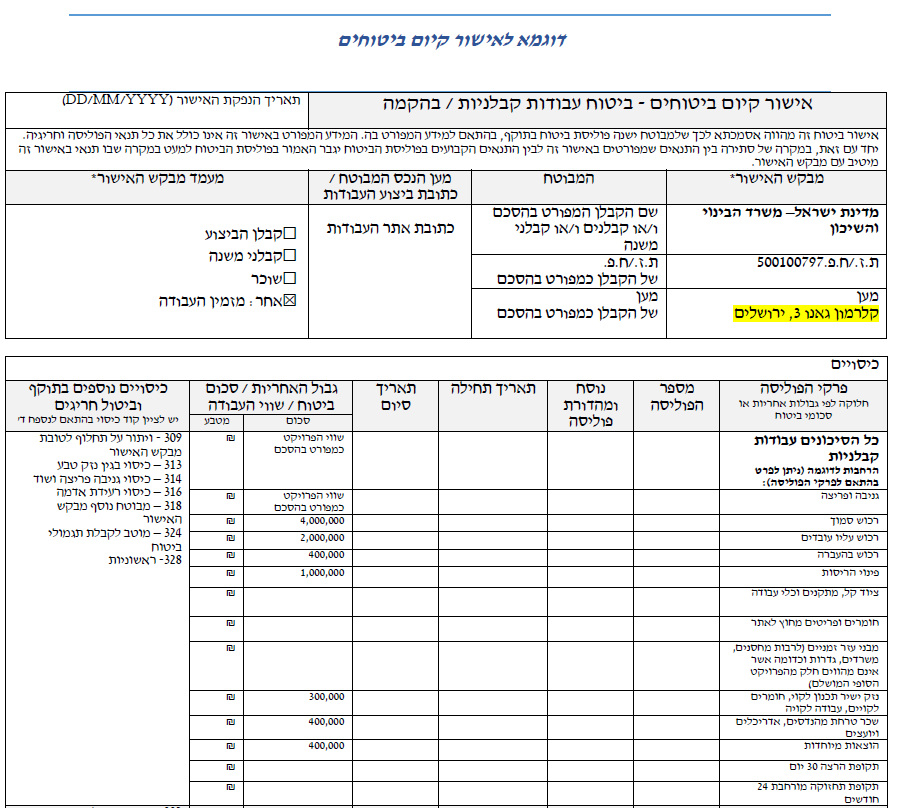 דוגמא לאישור קיום ביטוחים
אישור קיום ביטוחים - ביטוח עבודות קבלניות / בהקמה
תאריך הנפקת האישור (DD/MM/YYYY)
אישור ביטוח זה מהווה אסמכתא לכך שלמבוטח ישנה פוליסת ביטוח בתוקף, בהתאם למידע המפורט בה. המידע המפורט באישור זה אינו כולל את כל תנאי הפוליסה וחריגיה.
יחד עם זאת, במקרה של סתירה בין התנאים שמפורטים באישור זה לבין התנאים הקבועים בפוליסת הביטוח יגבר האמור בפוליסת הביטוח למעט במקרה שבו תנאי באישור זה
מיטיב עם מבקש האישור.
מבקש האישור*
המבוטח
מען הנכס המבוטח /
כתובת ביצוע העבודות
מעמד מבקש האישור*
מדינת ישראל– משרד הבינוי
והשיכון
שם הקבלן המפורט בהסכם
ו/או קבלנים ו/או קבלני
משנה
כתובת אתר העבודות
☐קבלן הביצוע
☐קבלני משנה
☐שוכר
☒אחר: מזמין העבודה
ת.ז./ח.פ.500100797
ת.ז./ח.פ.
של הקבלן כמפורט בהסכם
מען
קלרמון גאנו 3, ירושלים
מען
של הקבלן כמפורט בהסכם
כיסויים
פרקי הפוליסה
חלוקה לפי גבולות אחריות או
סכומי ביטוח
מספר
הפוליסה
נוסח
ומהדורת
פוליסה
תאריך תחילה
תאריך
סיום
גבול האחריות / סכום
ביטוח / שווי העבודה
סכום
מטבע
כיסויים נוספים בתוקף
וביטול חריגים
יש לציין קוד כיסוי בהתאם לנספח ד'
כל הסיכונים עבודות
קבלניות
הרחבות לדוגמה (ניתן לפרט
בהתאם לפרקי הפוליסה):
שווי הפרויקט
כמפורט בהסכם
₪
309 - ויתור על תחלוף לטובת
מבקש האישור
313 – כיסוי בגין נזק טבע
314 – כיסוי גניבה פריצה ושוד
316 – כיסוי רעידת אדמה
318 – מבוטח נוסף מבקש
האישור
324 – מוטב לקבלת תגמולי
ביטוח
328- ראשוניות
גניבה ופריצה
שווי הפרויקט
כמפורט בהסכם
₪
רכוש סמוך 4,000,000 ₪
רכוש עליו עובדים 2,000,000 ₪
רכוש בהעברה 400,000 ₪
פינוי הריסות 1,000,000 ₪
ציוד קל, מתקנים וכלי עבודה ₪
חומרים ופריטים מחוץ לאתר ₪
מבני עזר זמניים (לרבות מחסנים,
משרדים, גדרות וכדומה אשר
אינם מהווים חלק מהפרויקט
הסופי המושלם)
₪
נזק ישיר תכנון לקוי, חומרים
לקויים, עבודה לקויה
300,000 ₪
שכר טרחת מהנדסים, אדריכלים
ויועצים
400,000 ₪
הוצאות מיוחדות 400,000 ₪
תקופת הרצה 30 יום ₪
תקופת תחזוקה מורחבת 24
חודשים
₪